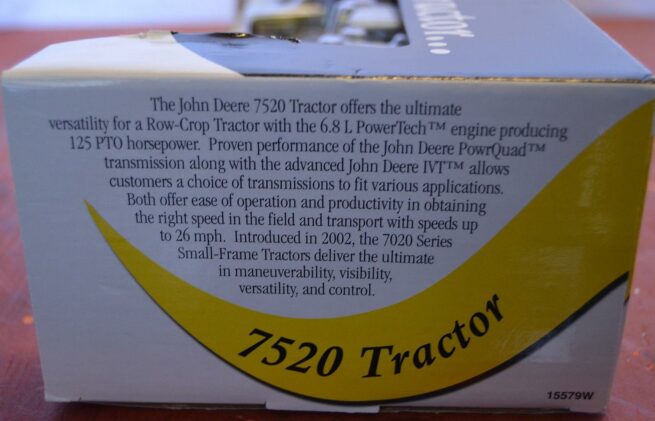 ractor...
The John Deere 7520 Tractor offers the ultimate
versatility for a Row-Crop Tractor with the 6.8 L PowerTech™ engine producing
125 PTO horsepower. Proven performance of the John Deere PowrQuad™
transmission along with the advanced John Deere IVT™ allows
customers a choice of transmissions to fit various applications.
Both offer ease of operation and productivity in obtaining
the right speed in the field and transport with speeds up
to 26 mph. Introduced in 2002, the 7020 Series
Small-Frame Tractors deliver the ultimate
in maneuverability, visibility,
versatility, and control.
7520 Tractor
15579W